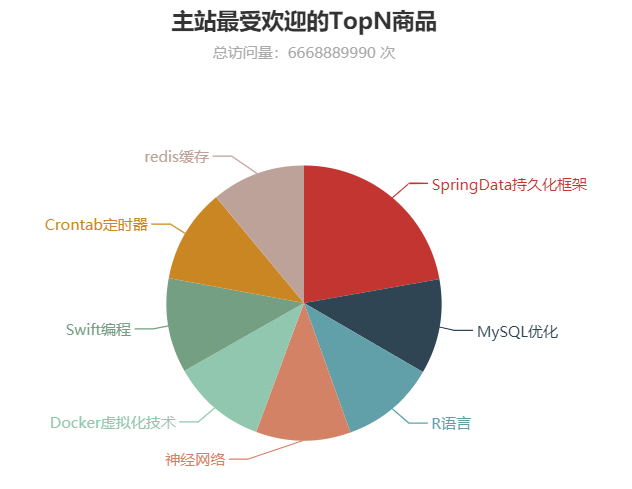 主站最受欢迎的TopN商品
总访问量：6668889990 次
redis缓存
SpringData持久化框架
Crontab定时器
Swift编程
MySQL优化
Docker虚拟化技术
R语言
神经网络